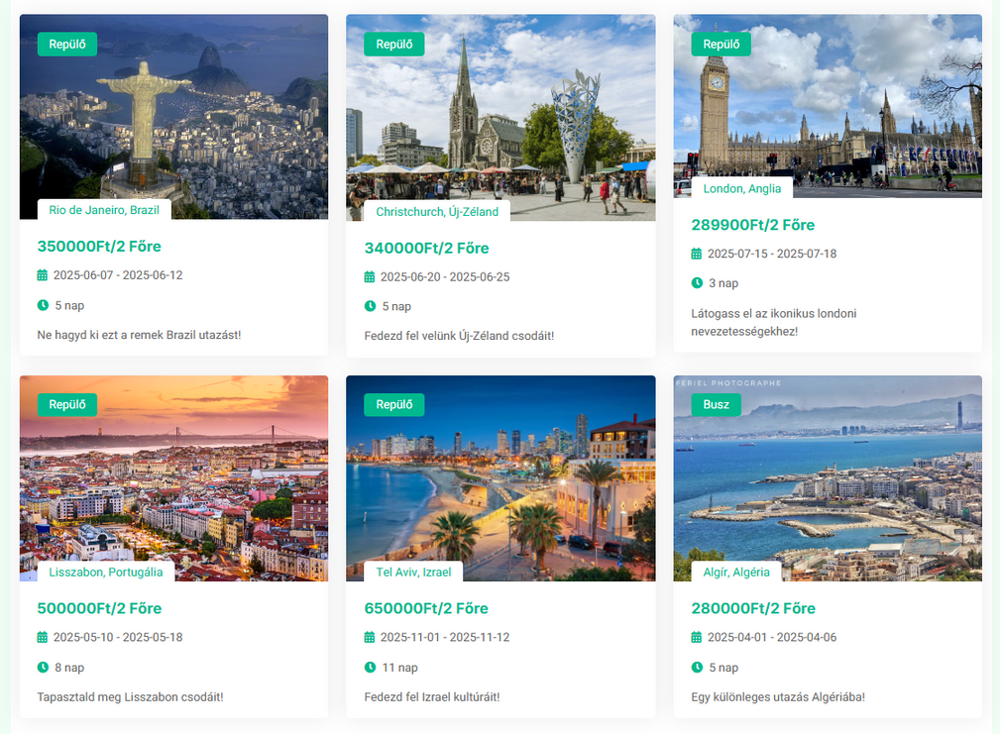 Repülő
Rio de Janeiro, Brazil
350000Ft/2 Főre
2025-06-07 - 2025-06-12
5 nap
Ne hagyd ki ezt a remek Brazil utazást!
Repülő
Christchurch, Új-Zéland
340000Ft/2 Főre
2025-06-20 - 2025-06-25
5 nap
Fedezd fel velünk Új-Zéland csodáit!
Repülő
London, Anglia
289900Ft/2 Főre
2025-07-15 - 2025-07-18
3 nap
Látogass el az ikonikus londoni
nevezetességekhez!
Repülő
Lisszabon, Portugália
500000Ft/2 Főre
2025-05-10 - 2025-05-18
8 nap
Tapasztald meg Lisszabon csodáit!
Repülő
Tel Aviv, Izrael
650000Ft/2 Főre
2025-11-01 - 2025-11-12
11 nap
Fedezd fel Izrael kultúráit!
FERIEL PHOTOGRAPHE
Busz
Algír, Algéria
280000Ft/2 Főre
2025-04-01 - 2025-04-06
5 nap
Egy különleges utazás Algériába!